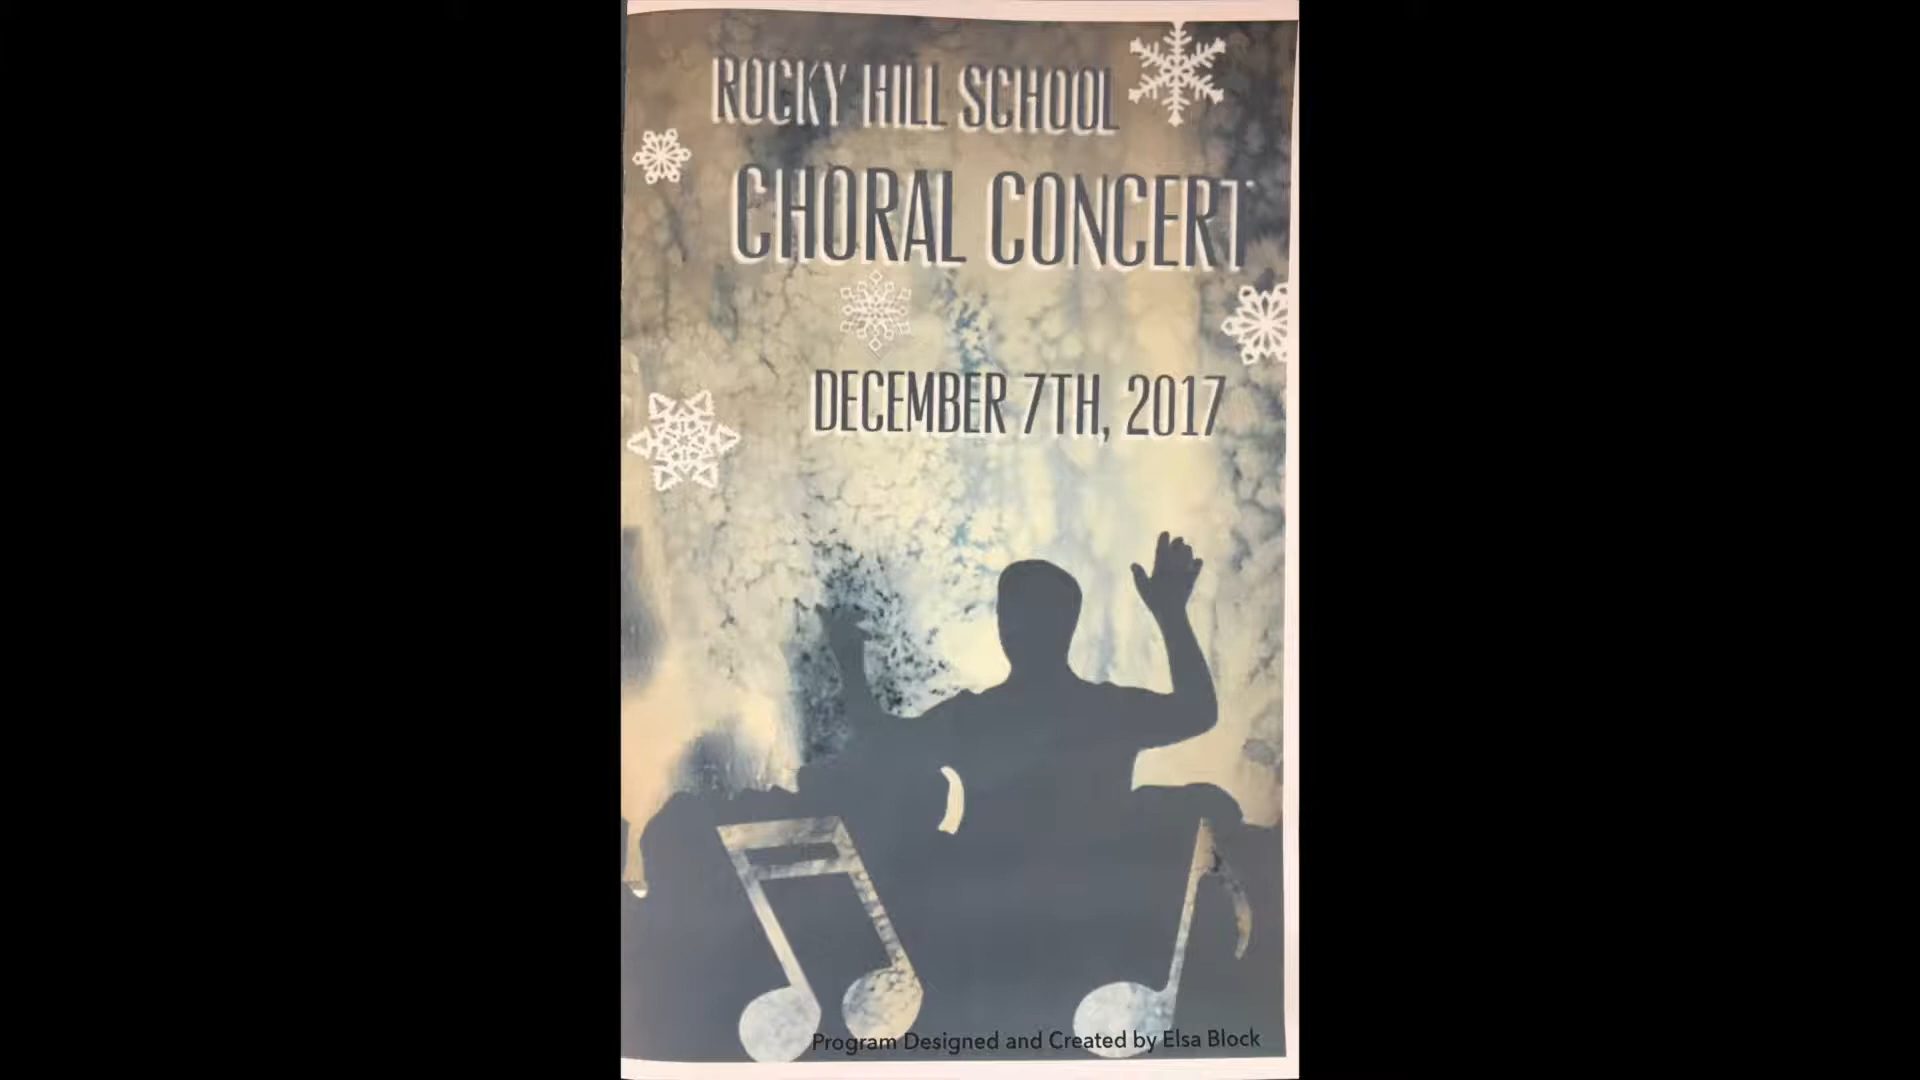 ROCKY HILL SCHOOL
CHORAL CONCERT
DECEMBER 7TH, 2017
Program Designed and Created by Elsa Block